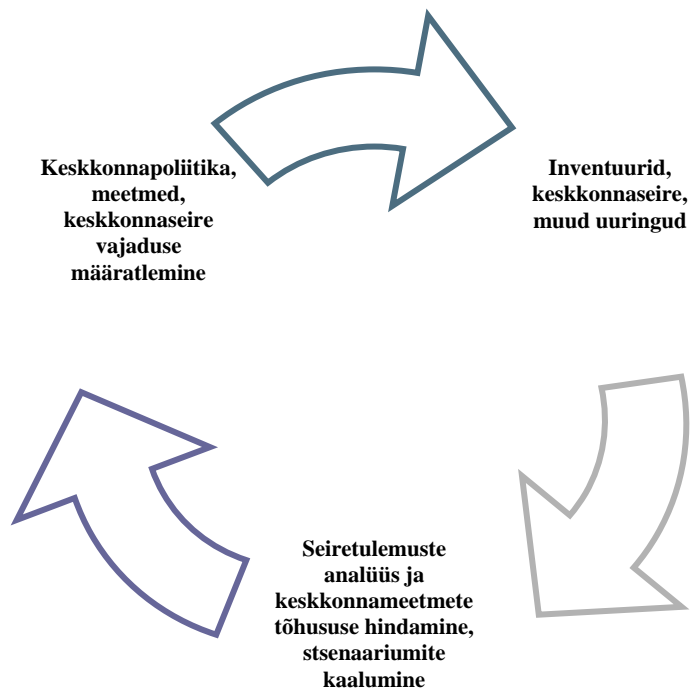 Keskkonnapoliitika,
meetmed,
keskkonnaseire
vajaduse
määratlemine
Inventuurid,
keskkonnaseire,
muud uuringud
Seiretulemuste
analüüs ja
keskkonnameetmete
tõhususe hindamine,
stsenaariumite
kaalumine